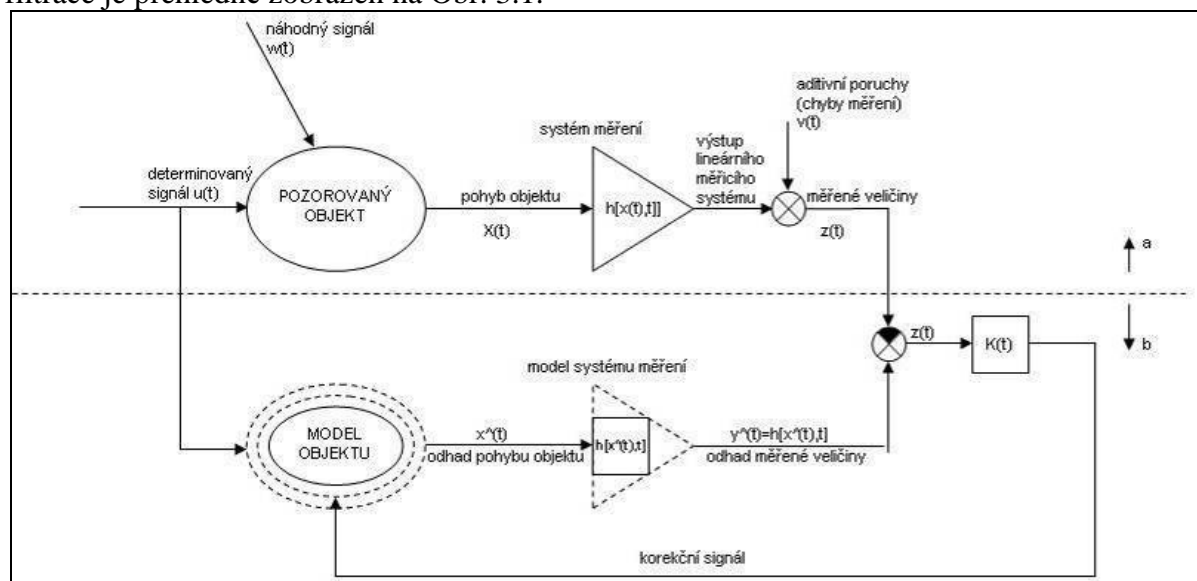 filtrace je přehledně zobrazen na Obr. 3.1.
náhodný signál
w(t)
aditivní poruchy
(chyby měření)
v(t)
systém měření
výstup
lineárního
měřicího
systému
determinovaný
signál u(t)
POZOROVANÝ
OBJEKT
pohyb objektu
X(t)
h[x(t),t]]
měřené veličiny
z(t)
a
b
z(t)
K(t)
model systému měření
MODEL
OBJEKTU
x^(t)
odhad pohybu objektu
h[x^(t),t]
y^(t)=h[x^(t),t]
odhad měřené veličiny
korekční signál